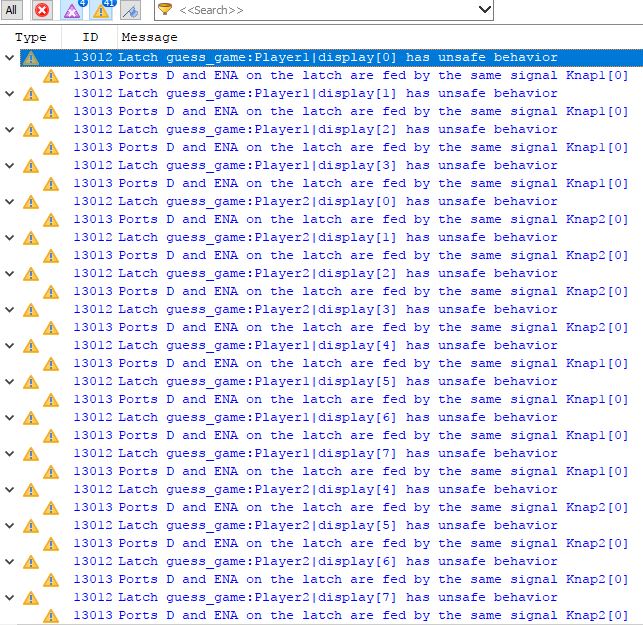 All 4 41 <<Search>>
Type ID Message
13012 Latch guess_game:Player1|display[0] has unsafe behavior
13013 Ports D and ENA on the latch are fed by the same signal Knap1[0]
13012 Latch guess_game:Player1|display[1] has unsafe behavior
13013 Ports D and ENA on the latch are fed by the same signal Knap1[0]
13012 Latch guess_game:Player1|display[2] has unsafe behavior
13013 Ports D and ENA on the latch are fed by the same signal Knap1[0]
13012 Latch guess_game:Player1|display[3] has unsafe behavior
13013 Ports D and ENA on the latch are fed by the same signal Knap1[0]
13012 Latch guess_game:Player2|display[0] has unsafe behavior
13013 Ports D and ENA on the latch are fed by the same signal Knap2[0]
13012 Latch guess_game:Player2|display[1] has unsafe behavior
13013 Ports D and ENA on the latch are fed by the same signal Knap2[0]
13012 Latch guess_game:Player2|display[2] has unsafe behavior
13013 Ports D and ENA on the latch are fed by the same signal Knap2[0]
13012 Latch guess_game:Player2|display[3] has unsafe behavior
13013 Ports D and ENA on the latch are fed by the same signal Knap2[0]
13012 Latch guess_game:Player1|display[4] has unsafe behavior
13013 Ports D and ENA on the latch are fed by the same signal Knap1[0]
13012 Latch guess_game:Player1|display[5] has unsafe behavior
13013 Ports D and ENA on the latch are fed by the same signal Knap1[0]
13012 Latch guess_game:Player1|display[6] has unsafe behavior
13013 Ports D and ENA on the latch are fed by the same signal Knap1[0]
13012 Latch guess_game:Player1|display[7] has unsafe behavior
13013 Ports D and ENA on the latch are fed by the same signal Knap1[0]
13012 Latch guess_game:Player2|display[4] has unsafe behavior
13013 Ports D and ENA on the latch are fed by the same signal Knap2[0]
13012 Latch guess_game:Player2|display[5] has unsafe behavior
13013 Ports D and ENA on the latch are fed by the same signal Knap2[0]
13012 Latch guess_game:Player2|display[6] has unsafe behavior
13013 Ports D and ENA on the latch are fed by the same signal Knap2[0]
13012 Latch guess_game:Player2|display[7] has unsafe behavior
13013 Ports D and ENA on the latch are fed by the same signal Knap2[0]